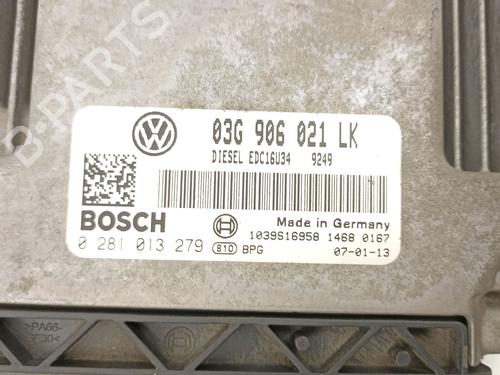 03G 906 021 LK
DIESEL EDC16U34 9249
BOSCH
Made in Germany
0 281 013 279 810 BPG
1039S16958 1468 0167
07-01-13
>PA66-
GF30<